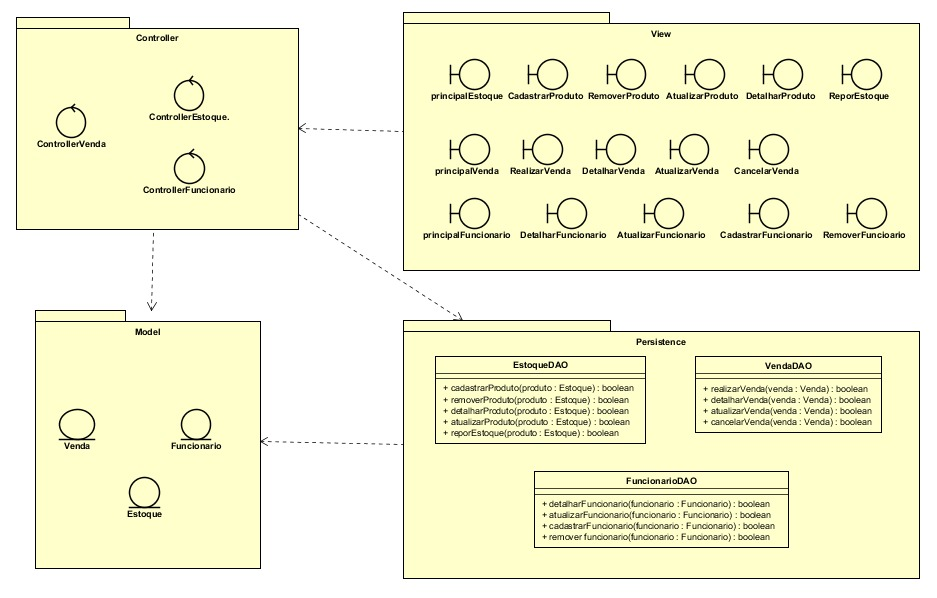 Controller
ControllerVenda
ControllerEstoque.
ControllerFuncionario
View
principalEstoque CadastrarProduto RemoverProduto AtualizarProduto DetalharProduto ReporEstoque
principalVenda RealizarVenda DetalharVenda AtualizarVenda CancelarVenda
principalFuncionario DetalharFuncionario AtualizarFuncionario CadastrarFuncionario RemoverFuncioario
Model
Venda
Funcionario
Estoque
Persistence
EstoqueDAO
+ cadastrarProduto(produto : Estoque) : boolean
+ removerProduto(produto : Estoque) : boolean
+ detalharProduto(produto : Estoque) : boolean
+ atualizarProduto(produto : Estoque) : boolean
+ reporEstoque(produto : Estoque) : boolean
VendaDAO
+ realizarVenda(venda : Venda) : boolean
+ detalharVenda(venda : Venda) : boolean
+ atualizarVenda(venda : Venda) : boolean
+ cancelarVenda(venda : Venda) : boolean
FuncionarioDAO
+ detalharFuncionario(funcionario : Funcionario) : boolean
+ atualizarFuncionario(funcionario : Funcionario) : boolean
+ cadastrarFuncionario(funcionario : Funcionario) : boolean
+ remover funcionario(funcionario : Funcionario) : boolean